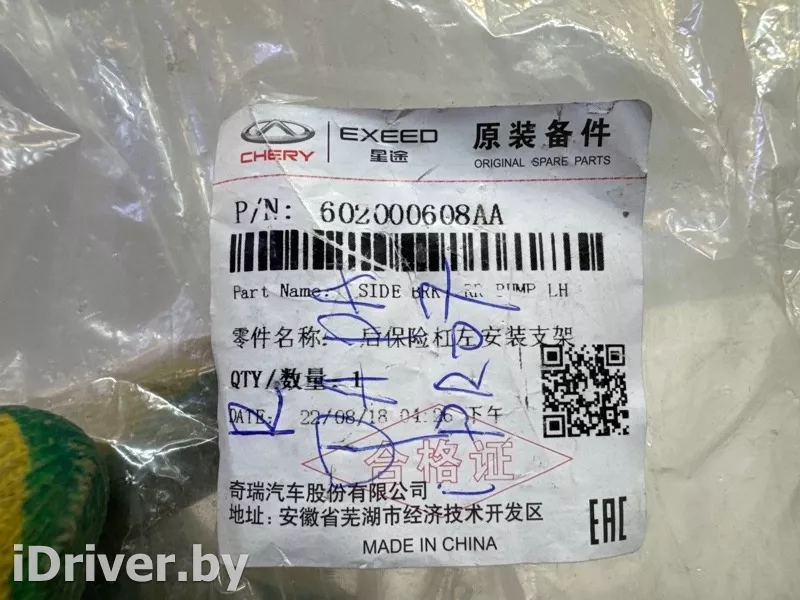 CHERY EXEED 星途 原装备件
ORIGINAL SPARE PARTS
P/N: 602000608AA
Part Name: SIDE BRK RR BUMP LH
零件名称: 后保险杠左安装支架
QTY/数量: 1
DATE: 22/08/18 04:26 下午
合格证
奇瑞汽车股份有限公司
地址: 安徽省芜湖市经济技术开发区
MADE IN CHINA
EAC
iDriver.by